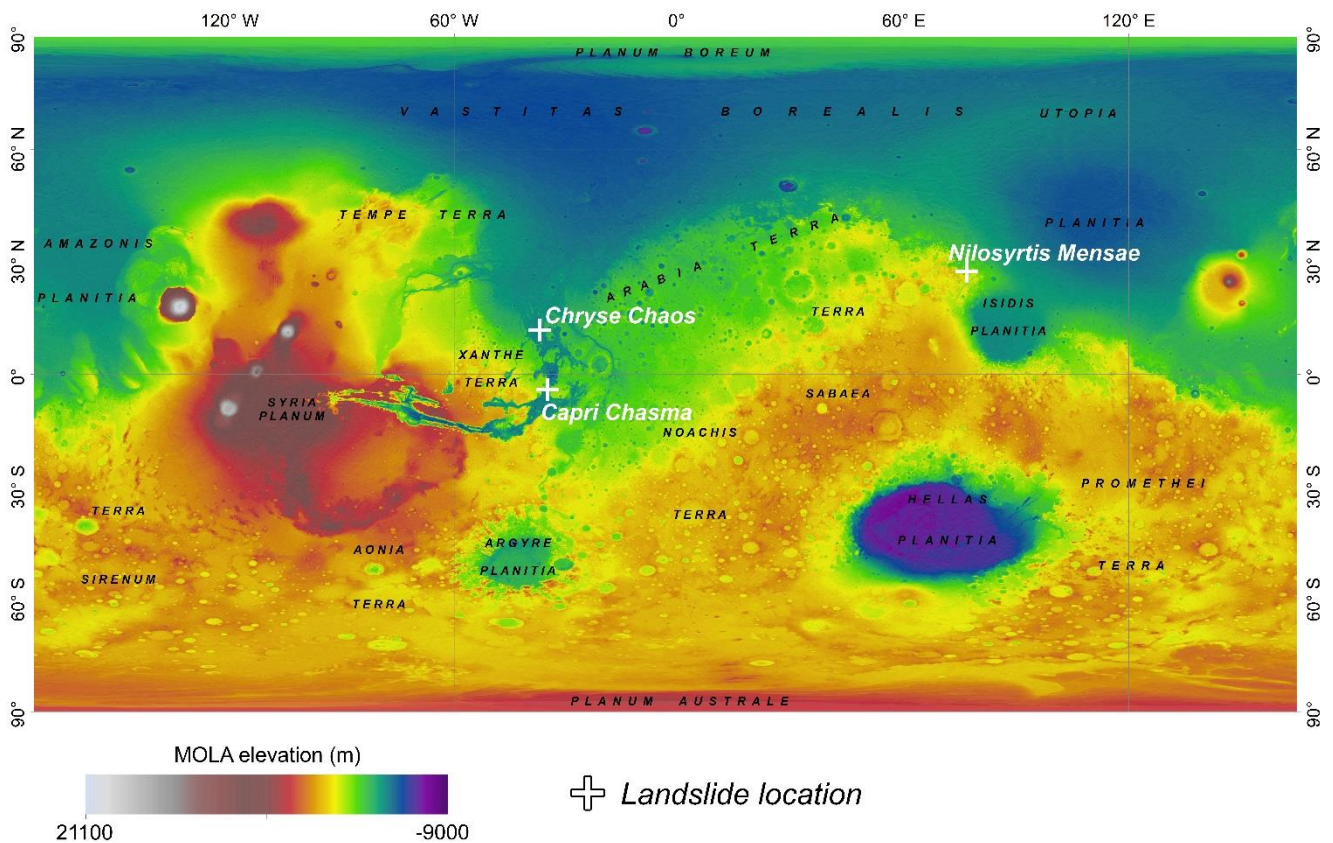 120° W 60° W 0° 60° E 120° E
90° 90°
PLANUM BOREUM
VASTITAS BOREALIS UTOPIA
60° N 60° N
TEMPE TERRA PLANITIA
AMAZONIS TERRA
Nilosyrtis Mensae
30° N 30° N
ARABIA
PLANITIA TERRA ISIDIS
Chryse Chaos PLANITIA
XANTHE
0° 0°
TERRA
SYRIA SABAEA
PLANUM Capri Chasma
NOACHIS
30° S 30° S
PROMETHEI
HELLAS
TERRA TERRA
AONIA ARGYRE PLANITIA
SIRENUM PLANITIA TERRA
60° S 60° S
TERRA
PLANUM AUSTRALE
90° 90°
MOLA elevation (m)
21100 -9000
Landslide location